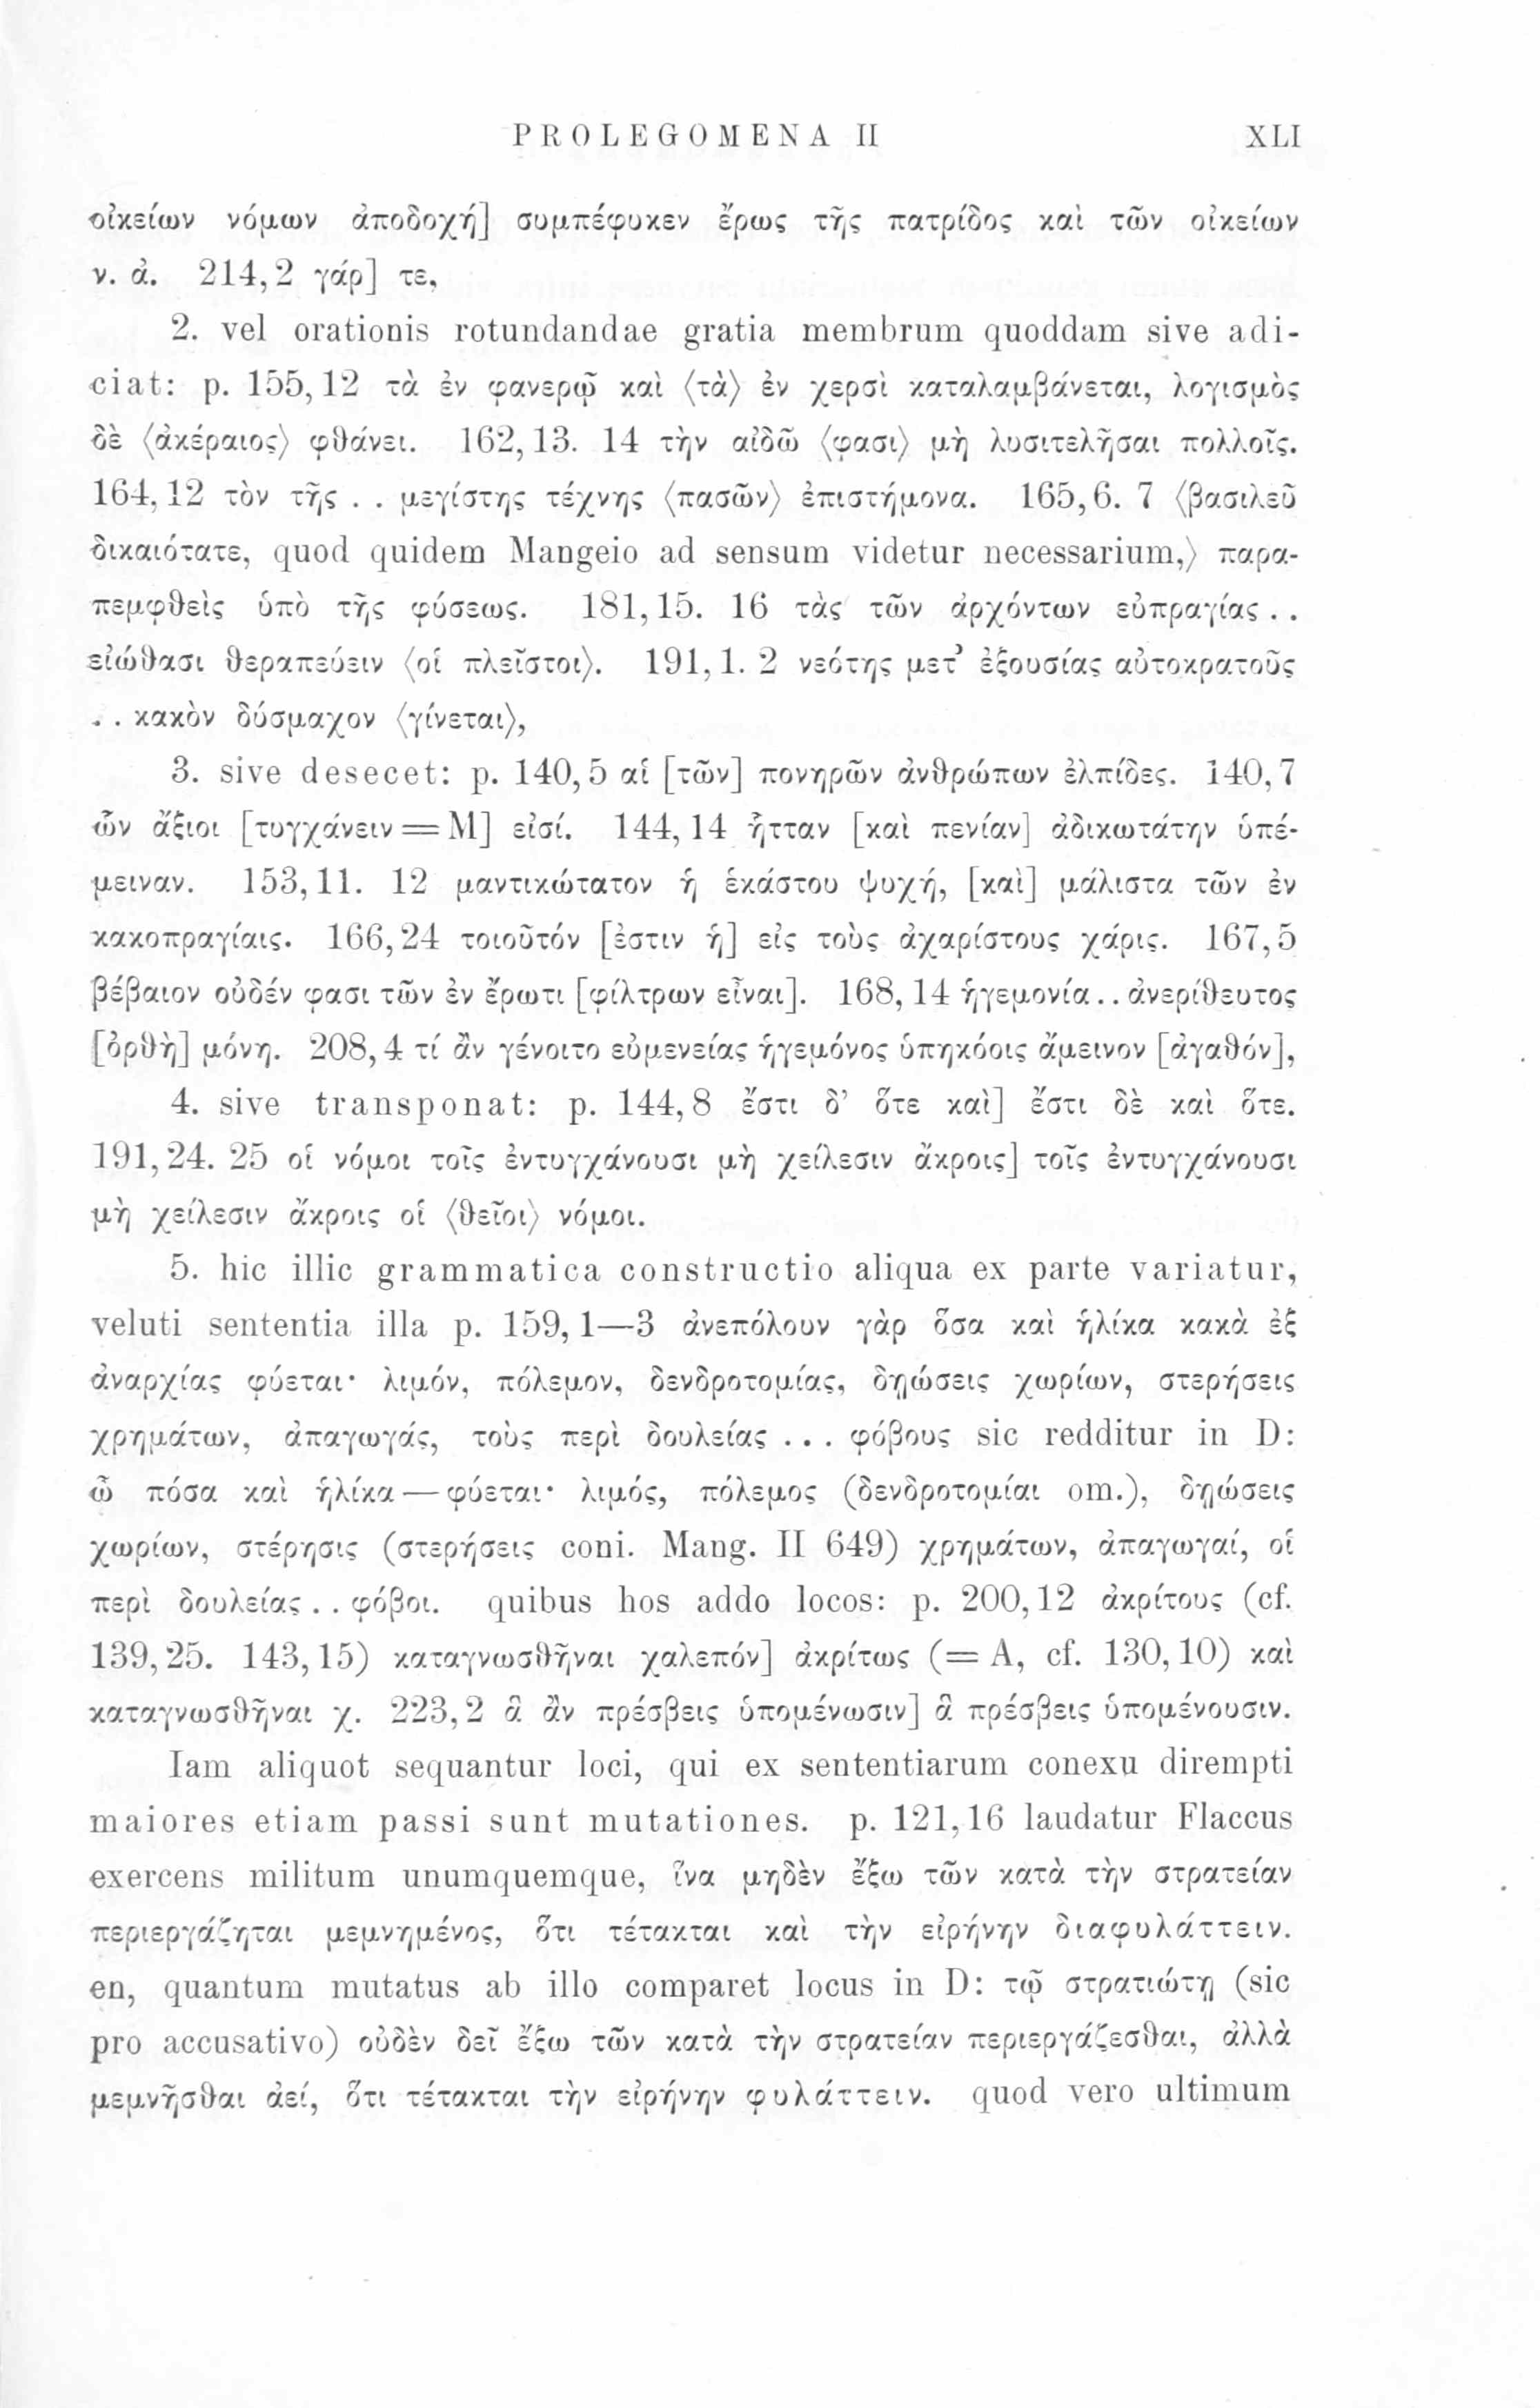 PROLEGOMENA II XLI
οἰκείων νόμων ἀποδοχή] συμπέφυκεν ἔρως τῆς πατρίδος καὶ τῶν οἰκείων
ν. ἀ. 214,2 γάρ] τε,
2. vel orationis rotundandae gratia membrum quoddam sive adi-
ciat: p. 155,12 τὰ ἐν φανερῷ καὶ ⟨τὰ⟩ ἐν χερσὶ καταλαμβάνεται, λογισμὸς
δὲ ⟨ἀκέραιος⟩ φθάνει. 162,13. 14 τὴν αἰδῶ ⟨φασι⟩ μὴ λυσιτελῆσαι πολλοῖς.
164,12 τὸν τῆς . . μεγίστης τέχνης ⟨πασῶν⟩ ἐπιστήμονα. 165,6. 7 ⟨βασιλεῦ
δικαιότατε, quod quidem Mangeio ad sensum videtur necessarium,⟩ παρα-
πεμφθεὶς ὑπὸ τῆς φύσεως. 181,15. 16 τὰς τῶν ἀρχόντων εὐπραγίας . .
εἰώθασι θεραπεύειν ⟨οἱ πλεῖστοι⟩. 191,1. 2 νεότης μετ’ ἐξουσίας αὐτοκρατοῦς
. . κακὸν δύσμαχον ⟨γίνεται⟩,
3. sive desecet: p. 140,5 αἱ [τῶν] πονηρῶν ἀνθρώπων ἐλπίδες. 140,7
ὧν ἄξιοι [τυγχάνειν = M] εἰσί. 144,14 ἧτταν [καὶ πενίαν] ἀδικωτάτην ὑπέ-
μειναν. 153,11. 12 μαντικώτατον ἡ ἑκάστου ψυχή, [καὶ] μάλιστα τῶν ἐν
κακοπραγίαις. 166,24 τοιοῦτόν [ἐστιν ἡ] εἰς τοὺς ἀχαρίστους χάρις. 167,5
βέβαιον οὐδέν φασι τῶν ἐν ἔρωτι [φίλτρων εἶναι]. 168,14 ἡγεμονία . . ἀνερίθευτος
[ὀρθὴ] μόνη. 208,4 τί ἂν γένοιτο εὐμενείας ἡγεμόνος ὑπηκόοις ἄμεινον [ἀγαθόν],
4. sive transponat: p. 144,8 ἔστι δ’ ὅτε καὶ] ἔστι δὲ καὶ ὅτε.
191,24. 25 οἱ νόμοι τοῖς ἐντυγχάνουσι μὴ χείλεσιν ἄκροις] τοῖς ἐντυγχάνουσι
μὴ χείλεσιν ἄκροις οἱ ⟨θεῖοι⟩ νόμοι.
5. hic illic grammatica constructio aliqua ex parte variatur,
veluti sententia illa p. 159,1—3 ἀνεπόλουν γὰρ ὅσα καὶ ἡλίκα κακὰ ἐξ
ἀναρχίας φύεται· λιμόν, πόλεμον, δενδροτομίας, δῃώσεις χωρίων, στερήσεις
χρημάτων, ἀπαγωγάς, τοὺς περὶ δουλείας . . . φόβους sic redditur in D:
ὢ πόσα καὶ ἡλίκα — φύεται· λιμός, πόλεμος (δενδροτομίαι om.), δῃώσεις
χωρίων, στέρησις (στερήσεις coni. Mang. II 649) χρημάτων, ἀπαγωγαί, οἱ
περὶ δουλείας . . φόβοι. quibus hos addo locos: p. 200,12 ἀκρίτους (cf.
139,25. 143,15) καταγνωσθῆναι χαλεπόν] ἀκρίτως (= A, cf. 130,10) καὶ
καταγνωσθῆναι χ. 223,2 ἃ ἂν πρέσβεις ὑπομένωσιν] ἃ πρέσβεις ὑπομένουσιν.
Iam aliquot sequantur loci, qui ex sententiarum conexu dirempti
maiores etiam passi sunt mutationes. p. 121,16 laudatur Flaccus
exercens militum unumquemque, ἵνα μηδὲν ἔξω τῶν κατὰ τὴν στρατείαν
περιεργάζηται μεμνημένος, ὅτι τέτακται καὶ τὴν εἰρήνην διαφυλάττειν.
en, quantum mutatus ab illo comparet locus in D: τῷ στρατιώτῃ (sic
pro accusativo) οὐδὲν δεῖ ἔξω τῶν κατὰ τὴν στρατείαν περιεργάζεσθαι, ἀλλὰ
μεμνῆσθαι ἀεί, ὅτι τέτακται τὴν εἰρήνην φυλάττειν. quod vero ultimum